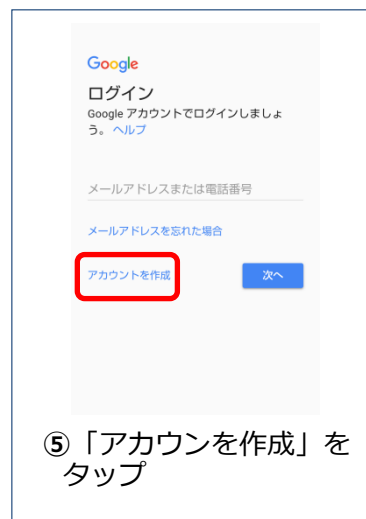 Google
ログイン
Google アカウントでログインしましょ
う。 ヘルプ
メールアドレスまたは電話番号
メールアドレスを忘れた場合
アカウントを作成
次へ
⑤「アカウンを作成」を
タップ